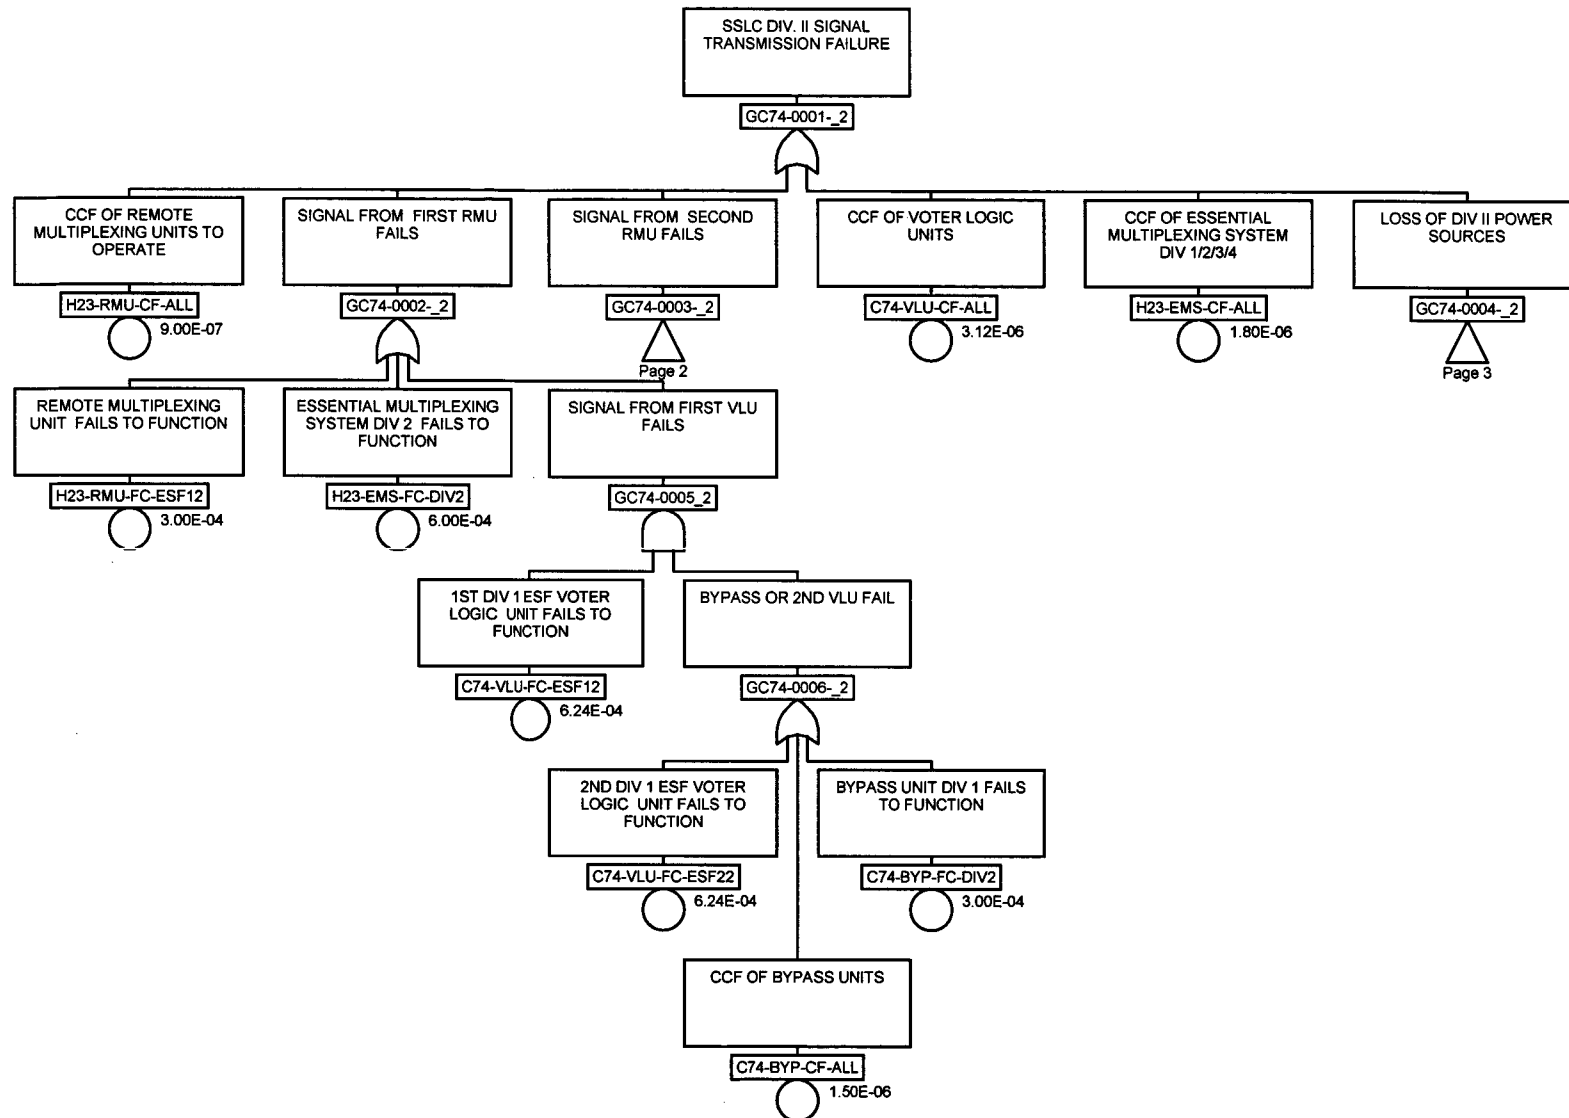 SSLC DIV. II SIGNAL
TRANSMISSION FAILURE
GC74-0001-_2
CCF OF REMOTE
MULTIPLEXING UNITS TO
OPERATE
H23-RMU-CF-ALL
9.00E-07
SIGNAL FROM FIRST RMU
FAILS
GC74-0002-_2
SIGNAL FROM SECOND
RMU FAILS
GC74-0003-_2
Page 2
CCF OF VOTER LOGIC
UNITS
C74-VLU-CF-ALL
3.12E-06
CCF OF ESSENTIAL
MULTIPLEXING SYSTEM
DIV 1/2/3/4
H23-EMS-CF-ALL
1.80E-06
LOSS OF DIV II POWER
SOURCES
GC74-0004-_2
Page 3
REMOTE MULTIPLEXING
UNIT FAILS TO FUNCTION
H23-RMU-FC-ESF12
3.00E-04
ESSENTIAL MULTIPLEXING
SYSTEM DIV 2 FAILS TO
FUNCTION
H23-EMS-FC-DIV2
6.00E-04
SIGNAL FROM FIRST VLU
FAILS
GC74-0005_2
1ST DIV 1 ESF VOTER
LOGIC UNIT FAILS TO
FUNCTION
C74-VLU-FC-ESF12
6.24E-04
BYPASS OR 2ND VLU FAIL
GC74-0006-_2
2ND DIV 1 ESF VOTER
LOGIC UNIT FAILS TO
FUNCTION
C74-VLU-FC-ESF22
6.24E-04
BYPASS UNIT DIV 1 FAILS
TO FUNCTION
C74-BYP-FC-DIV2
3.00E-04
CCF OF BYPASS UNITS
C74-BYP-CF-ALL
1.50E-06